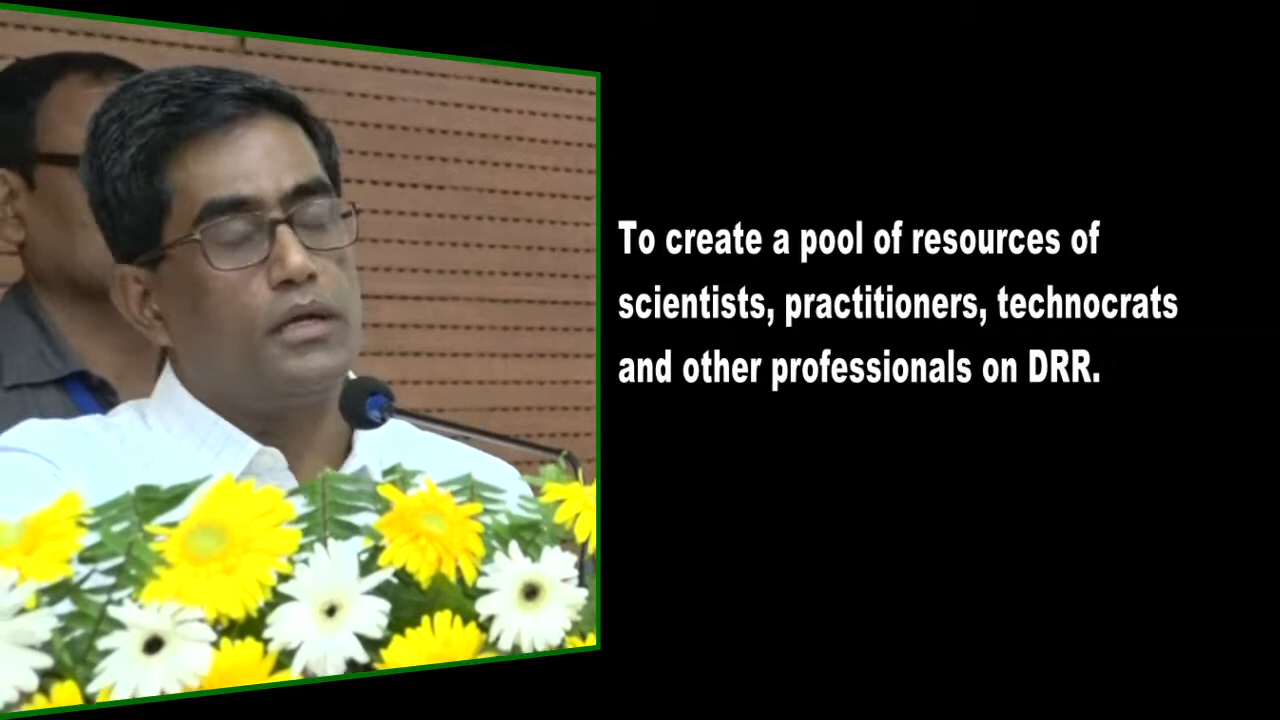 To create a pool of resources of
scientists, practitioners, technocrats
and other professionals on DRR.